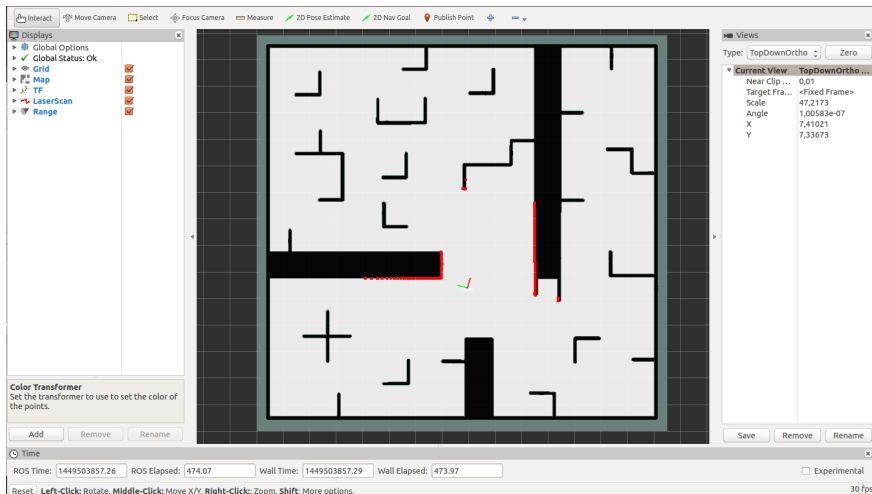 Interact Move Camera Select Focus Camera Measure 2D Pose Estimate 2D Nav Goal Publish Point
Displays
Global Options
Global Status: Ok
Grid
Map
TF
LaserScan
Range
Color Transformer
Set the transformer to use to set the color of
the points.
Add Remove Rename
Views
Type: TopDownOrtho Zero
Current View TopDownOrtho ...
Near Clip ... 0,01
Target Fra... <Fixed Frame>
Scale 47,2173
Angle 1,00583e-07
X 7,41021
Y 7,33673
Save Remove Rename
Time
ROS Time: 1449503857.26 ROS Elapsed: 474.07 Wall Time: 1449503857.29 Wall Elapsed: 473.97 Experimental
Reset Left-Click: Rotate. Middle-Click: Move X/Y. Right-Click:: Zoom. Shift: More options. 30 fps